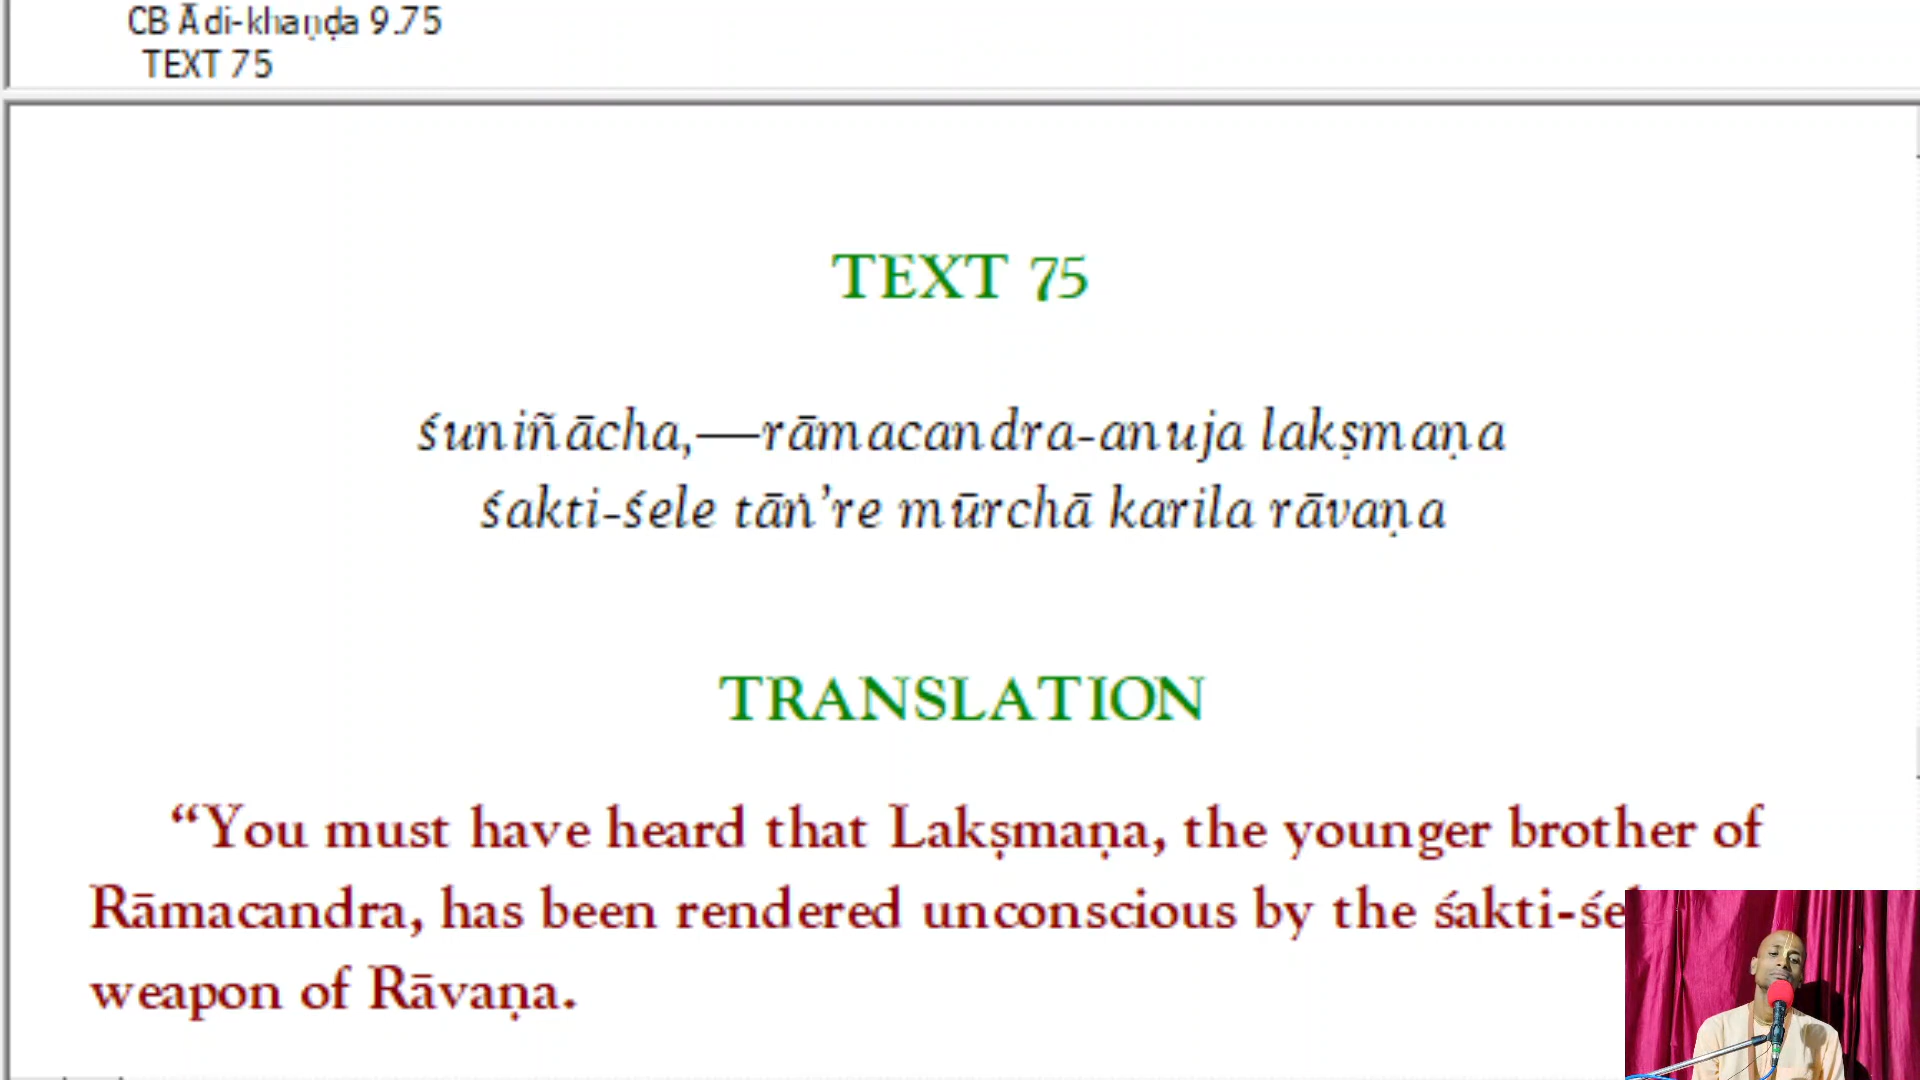 CB Ādi-khaṇḍa 9.75
TEXT 75
TEXT 75
śuniñācha,—rāmacandra-anuja lakṣmaṇa
śakti-śele tāṅ’re mūrchā karila rāvaṇa
TRANSLATION
“You must have heard that Lakṣmaṇa, the younger brother of
Rāmacandra, has been rendered unconscious by the
weapon of Rāvaṇa.